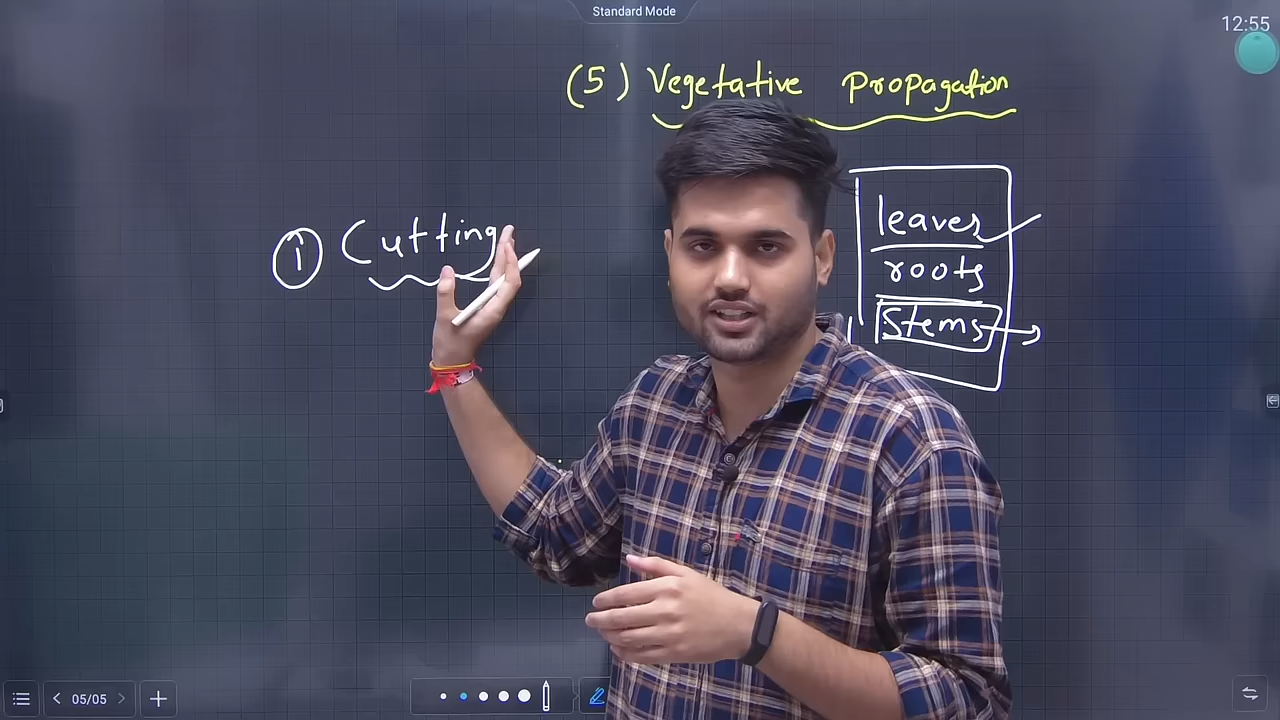 Standard Mode
12:55
(5) Vegetative Propagation
① Cutting
leaves
roots
Stems
05/05